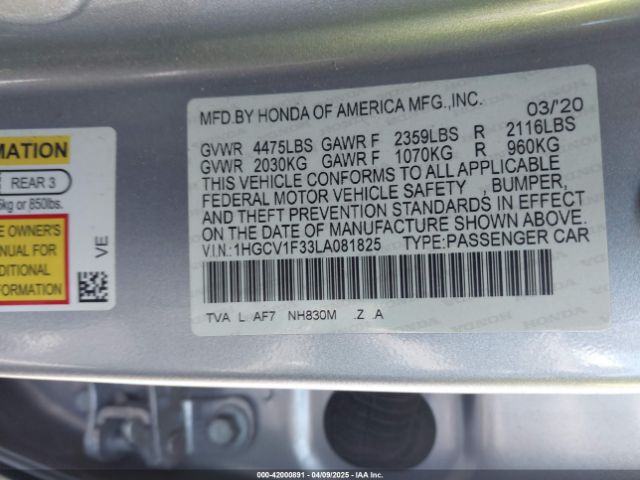 MFD.BY HONDA OF AMERICA MFG.,INC. 03/'20
GVWR 4475LBS GAWR F 2359LBS R 2116LBS
GVWR 2030KG GAWR F 1070KG R 960KG
THIS VEHICLE CONFORMS TO ALL APPLICABLE
FEDERAL MOTOR VEHICLE SAFETY , BUMPER,
AND THEFT PREVENTION STANDARDS IN EFFECT
ON THE DATE OF MANUFACTURE SHOWN ABOVE.
V.I.N.:1HGCV1F33LA081825 TYPE:PASSENGER CAR
TVA L AF7 NH830M .Z .A
MATION
REAR 3
kg or 850lbs.
OWNER'S
MANUAL FOR
DITIONAL
ORMATION
VE
000-42000891 - 04/09/2025 - IAA Inc.